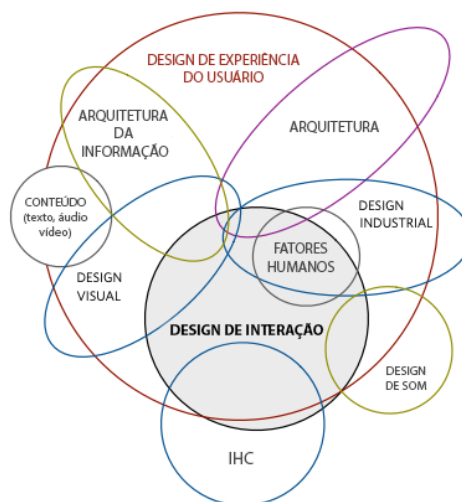 DESIGN DE EXPERIÊNCIA
DO USUÁRIO
ARQUITETURA
DA
INFORMAÇÃO
ARQUITETURA
CONTEÚDO
(texto, áudio
vídeo)
DESIGN
INDUSTRIAL
FATORES
HUMANOS
DESIGN
VISUAL
DESIGN DE INTERAÇÃO
DESIGN
DE SOM
IHC